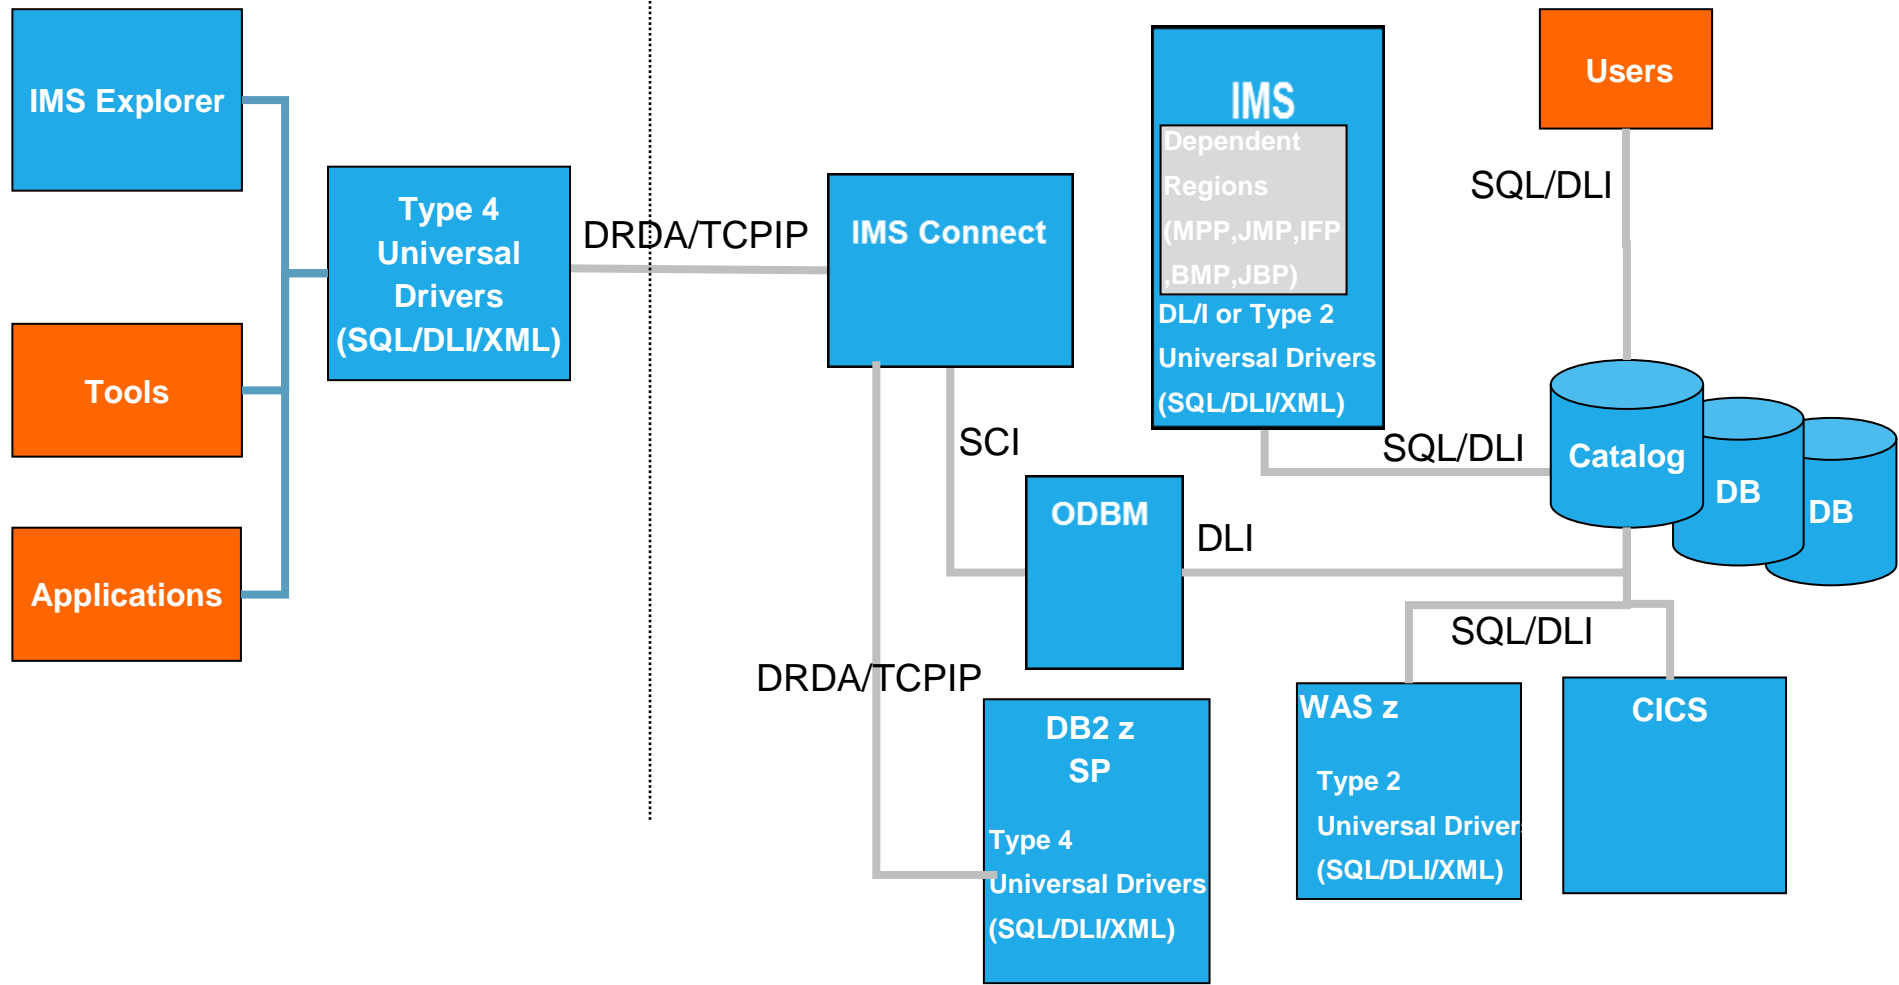 IMS Explorer
Tools
Applications
Type 4
Universal
Drivers
(SQL/DLI/XML)
DRDA/TCPIP
IMS Connect
SCI
DRDA/TCPIP
ODBM
DLI
DB2 z
SP
Type 4
Universal Drivers
(SQL/DLI/XML)
IMS
Dependent
Regions
(MPP,JMP,IFP
,BMP,JBP)
DL/I or Type 2
Universal Drivers
(SQL/DLI/XML)
SQL/DLI
Users
SQL/DLI
Catalog
DB
DB
SQL/DLI
WAS z
Type 2
Universal Driver
(SQL/DLI/XML)
CICS